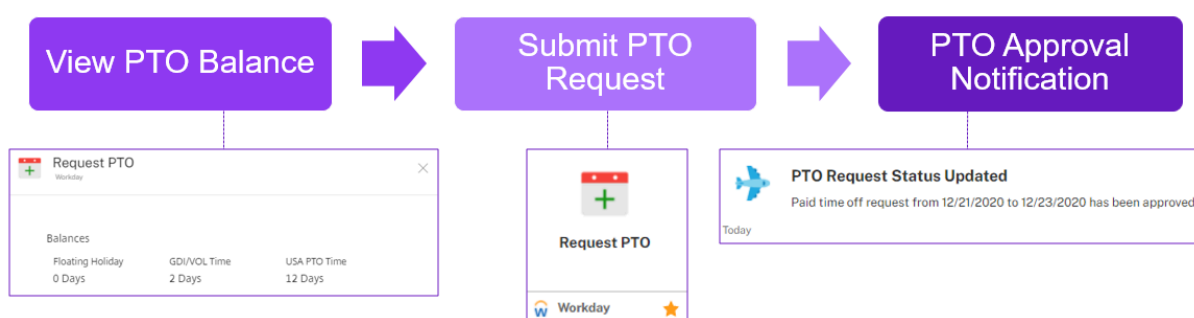 View PTO Balance
Submit PTO
Request
PTO Approval
Notification
Request PTO
Workday
Balances
Floating Holiday
GDI/VOL Time
USA PTO Time
0 Days
2 Days
12 Days
Request PTO
Workday
PTO Request Status Updated
Paid time off request from 12/21/2020 to 12/23/2020 has been approved
Today